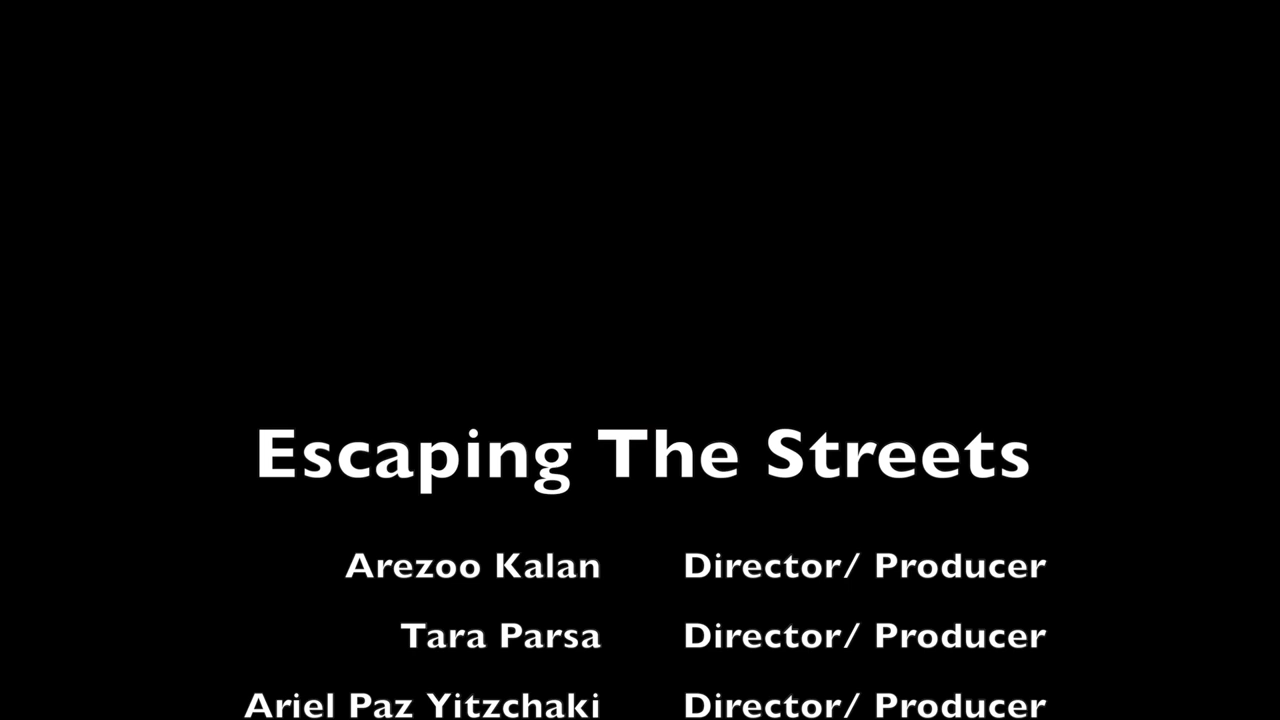 Escaping The Streets
Arezoo Kalan Director/ Producer
Tara Parsa Director/ Producer
Ariel Paz Yitzchaki Director/ Producer